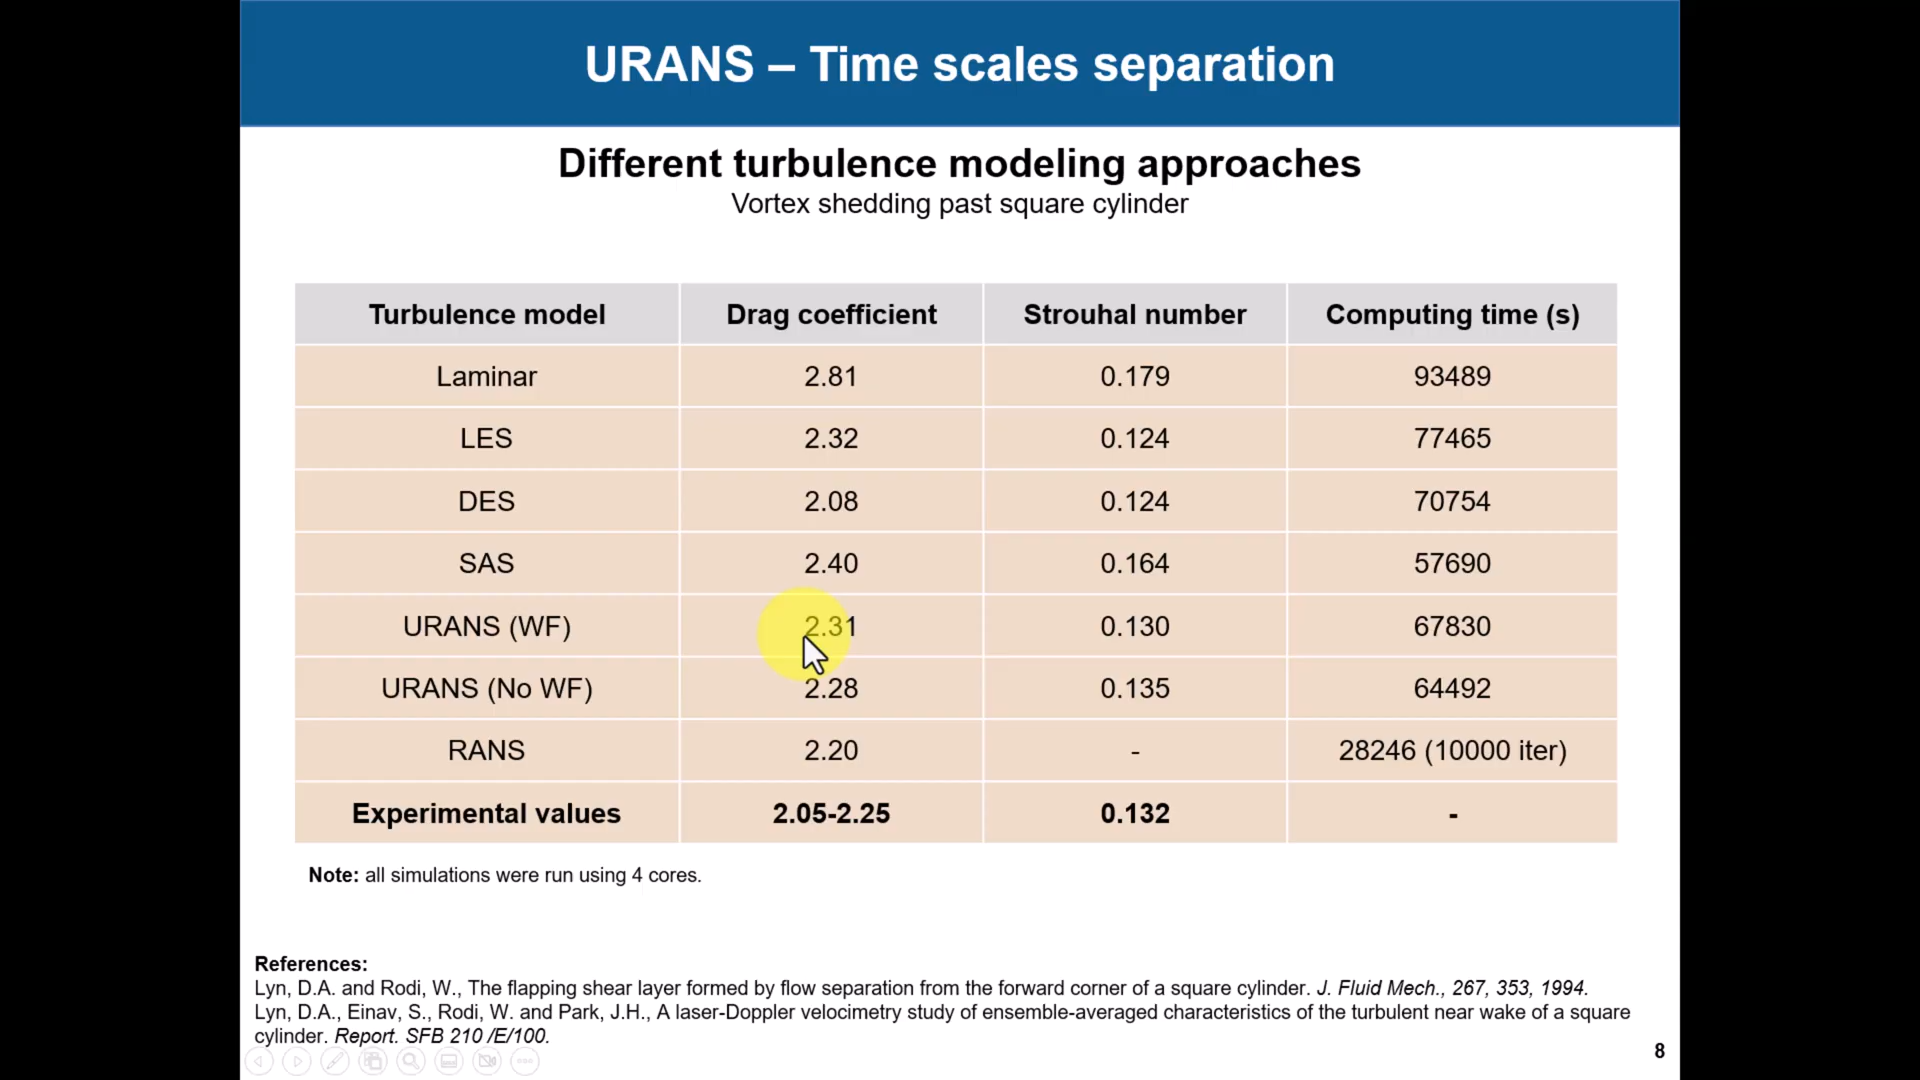 URANS – Time scales separation
Different turbulence modeling approaches
Vortex shedding past square cylinder
Turbulence model Drag coefficient Strouhal number Computing time (s)
Laminar 2.81 0.179 93489
LES 2.32 0.124 77465
DES 2.08 0.124 70754
SAS 2.40 0.164 57690
URANS (WF) 2.31 0.130 67830
URANS (No WF) 2.28 0.135 64492
RANS 2.20 - 28246 (10000 iter)
Experimental values 2.05-2.25 0.132 -
Note: all simulations were run using 4 cores.
References:
Lyn, D.A. and Rodi, W., The flapping shear layer formed by flow separation from the forward corner of a square cylinder. J. Fluid Mech., 267, 353, 1994.
Lyn, D.A., Einav, S., Rodi, W. and Park, J.H., A laser-Doppler velocimetry study of ensemble-averaged characteristics of the turbulent near wake of a square
cylinder. Report. SFB 210 /E/100.
8